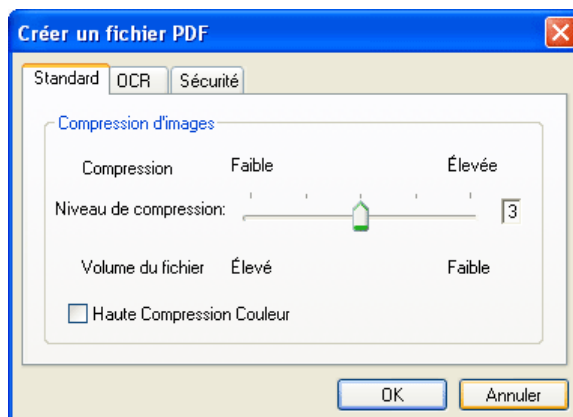 Créer un fichier PDF
Standard OCR Sécurité
Compression d'images
Compression Faible Élevée
Niveau de compression: 3
Volume du fichier Élevé Faible
Haute Compression Couleur
OK Annuler